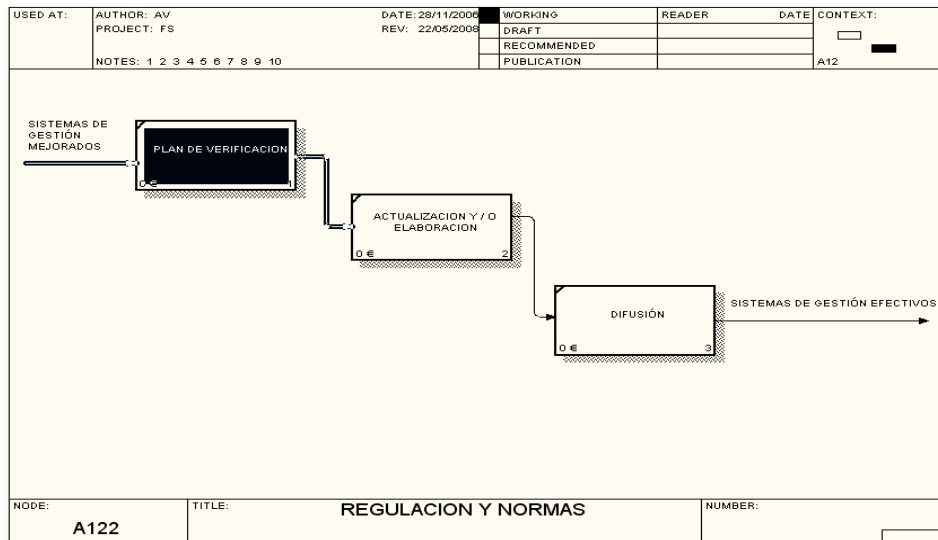 USED AT:
AUTHOR: AV
DATE: 28/11/2006
PROJECT: FS
REV: 22/05/2008
NOTES: 1 2 3 4 5 6 7 8 9 10
WORKING
DRAFT
RECOMMENDED
PUBLICATION
READER DATE
CONTEXT:
A12
SISTEMAS DE
GESTIÓN
MEJORADOS
PLAN DE VERIFICACION
0 € 1
ACTUALIZACION Y / O
ELABORACION
0 € 2
DIFUSIÓN
0 € 3
SISTEMAS DE GESTIÓN EFECTIVOS
NODE:
A122
TITLE:
REGULACION Y NORMAS
NUMBER: